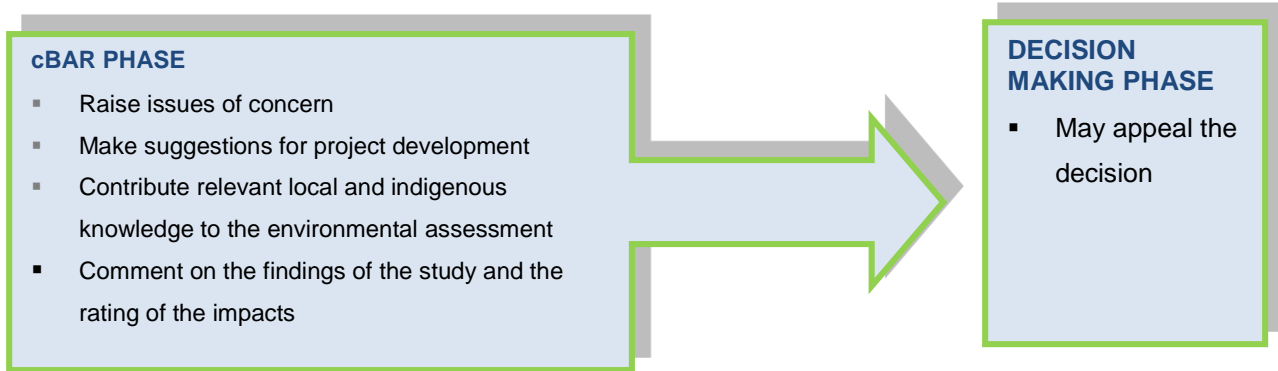 cBAR PHASE
▪ Raise issues of concern
▪ Make suggestions for project development
▪ Contribute relevant local and indigenous
knowledge to the environmental assessment
▪ Comment on the findings of the study and the
rating of the impacts
DECISION
MAKING PHASE
▪ May appeal the
decision